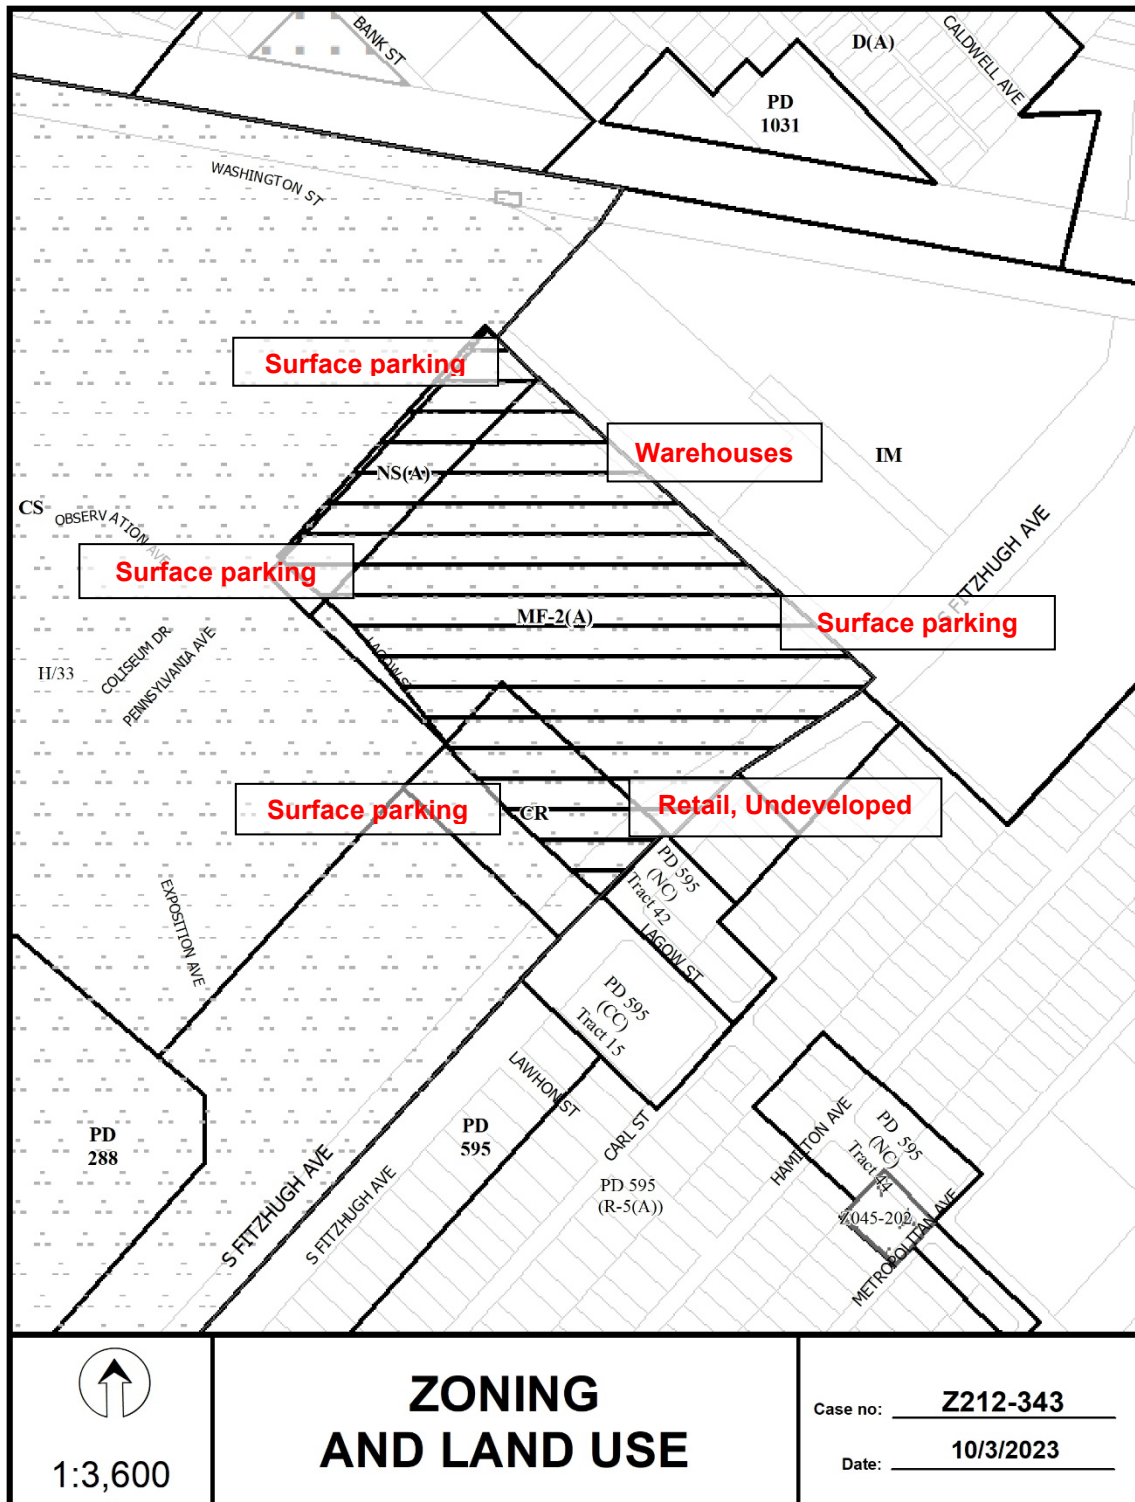 BANK ST
D(A)
CALDWELL AVE
PD
1031
WASHINGTON ST
Surface parking
Warehouses
IM
NS(A)
CS
OBSERVATION AVE
S FITZHUGH AVE
Surface parking
MF-2(A)
Surface parking
LAGOW ST
COLISEUM DR
H/33
PENNSYLVANIA AVE
Surface parking
CR
Retail, Undeveloped
PD 595
(NC)
Tract 42
LAGOW ST
EXPOSITION AVE
PD 595
(CC)
Tract 15
LAWHON ST
PD
288
PD
595
CARL ST
HAMILTON AVE
PD 595
(NC)
Tract 44
PD 595
(R-5(A))
Z045-202
METROPOLITAN AVE
S FITZHUGH AVE
S FITZHUGH AVE
1:3,600
ZONING
AND LAND USE
Case no: Z212-343
Date: 10/3/2023